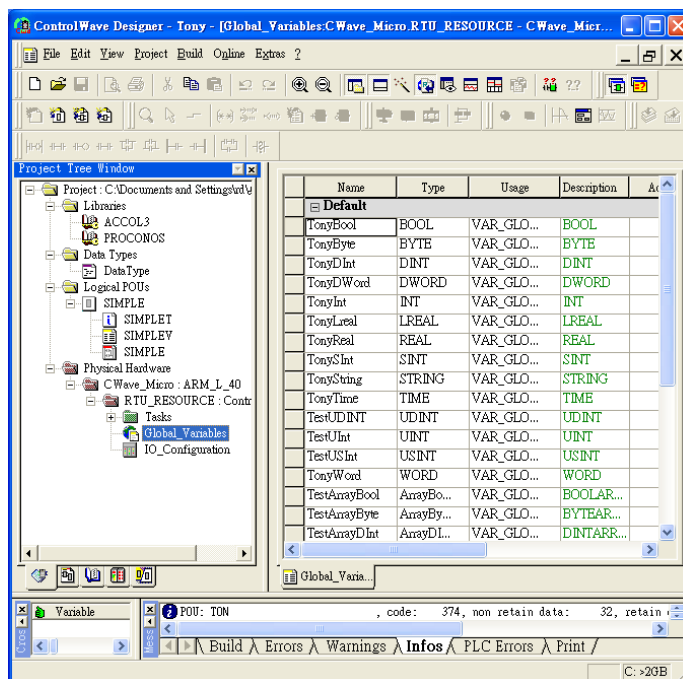 ControlWave Designer - Tony - [Global_Variables:CWave_Micro.RTU_RESOURCE - CWave_Micr...
File Edit View Project Build Online Extras ?
Project Tree Window
Project : C:\Documents and Settings\rd\
Libraries
ACCOL3
PROCONOS
Data Types
DataType
Logical POUs
SIMPLE
SIMPLET
SIMPLEV
SIMPLE
Physical Hardware
CWave_Micro : ARM_L_40
RTU_RESOURCE : Contr
Tasks
Global_Variables
IO_Configuration
Name Type Usage Description
Default
TonyBool BOOL VAR_GLO... BOOL
TonyByte BYTE VAR_GLO... BYTE
TonyDInt DINT VAR_GLO... DINT
TonyDWord DWORD VAR_GLO... DWORD
TonyInt INT VAR_GLO... INT
TonyLreal LREAL VAR_GLO... LREAL
TonyReal REAL VAR_GLO... REAL
TonySInt SINT VAR_GLO... SINT
TonyString STRING VAR_GLO... STRING
TonyTime TIME VAR_GLO... TIME
TestUDINT UDINT VAR_GLO... UDINT
TestUInt UINT VAR_GLO... UINT
TestUSInt USINT VAR_GLO... USINT
TonyWord WORD VAR_GLO... WORD
TestArrayBool ArrayBo... VAR_GLO... BOOLAR...
TestArrayByte ArrayBy... VAR_GLO... BYTEAR...
TestArrayDInt ArrayDI... VAR_GLO... DINTARR...
Global_Varia...
Cros
Variable
Mess
POU: TON , code: 374, non retain data: 32, retain
Build Errors Warnings Infos PLC Errors Print
C: >2GB